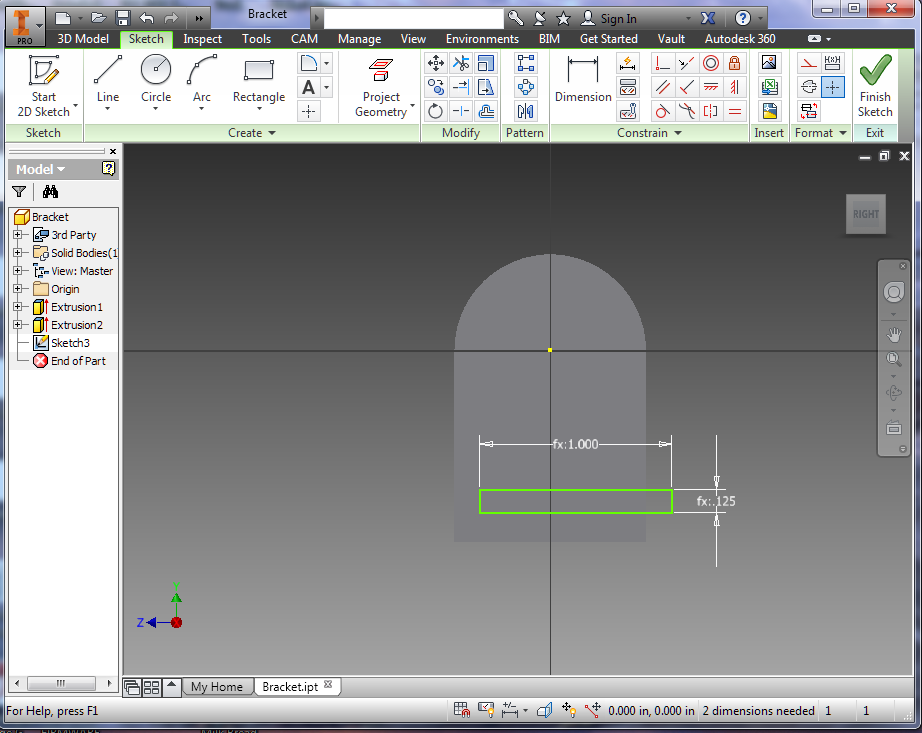 Bracket
Sign In
PRO
3D Model Sketch Inspect Tools CAM Manage View Environments BIM Get Started Vault Autodesk 360
Start
2D Sketch
Line
Circle
Arc
Rectangle
A
Project
Geometry
Dimension
Finish
Sketch
Sketch
Create
Modify
Pattern
Constrain
Insert
Format
Exit
Model
Bracket
3rd Party
Solid Bodies(1
View: Master
Origin
Extrusion1
Extrusion2
Sketch3
End of Part
RIGHT
fx:1.000
fx:.125
Y
Z
My Home
Bracket.ipt
For Help, press F1
0.000 in, 0.000 in
2 dimensions needed
1
1